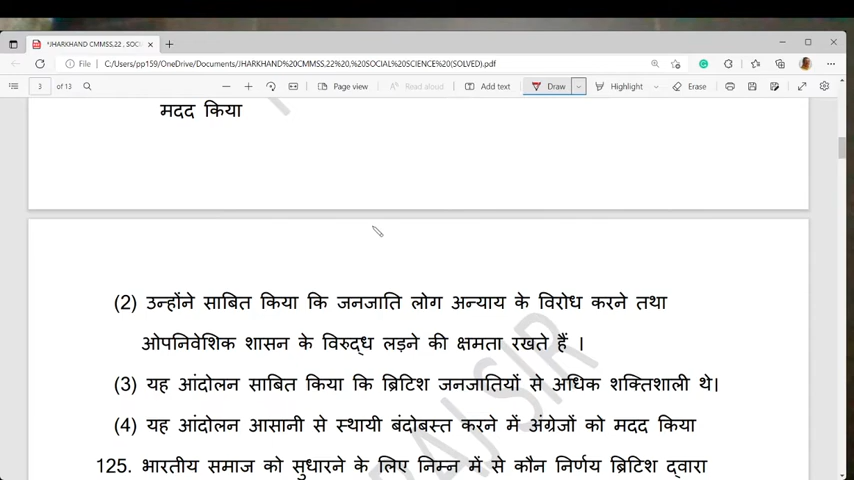 *JHARKHAND CMMSS,22 , SOCI
File C:/Users/pp159/OneDrive/Documents/JHARKHAND%20CMMSS,22%20.%20SOCIAL%20SCIENCE%20(SOLVED).pdf
3 of 13 Page view Read aloud Add text Draw Highlight Erase
मदद किया
(2) उन्होंने साबित किया कि जनजाति लोग अन्याय के विरोध करने तथा
ओपनिवेशिक शासन के विरुद्ध लड़ने की क्षमता रखते हैं ।
(3) यह आंदोलन साबित किया कि ब्रिटिश जनजातियों से अधिक शक्तिशाली थे।
(4) यह आंदोलन आसानी से स्थायी बंदोबस्त करने में अंग्रेजों को मदद किया
125. भारतीय समाज को सुधारने के लिए निम्न में से कौन निर्णय ब्रिटिश द्वारा
RAJ SIR